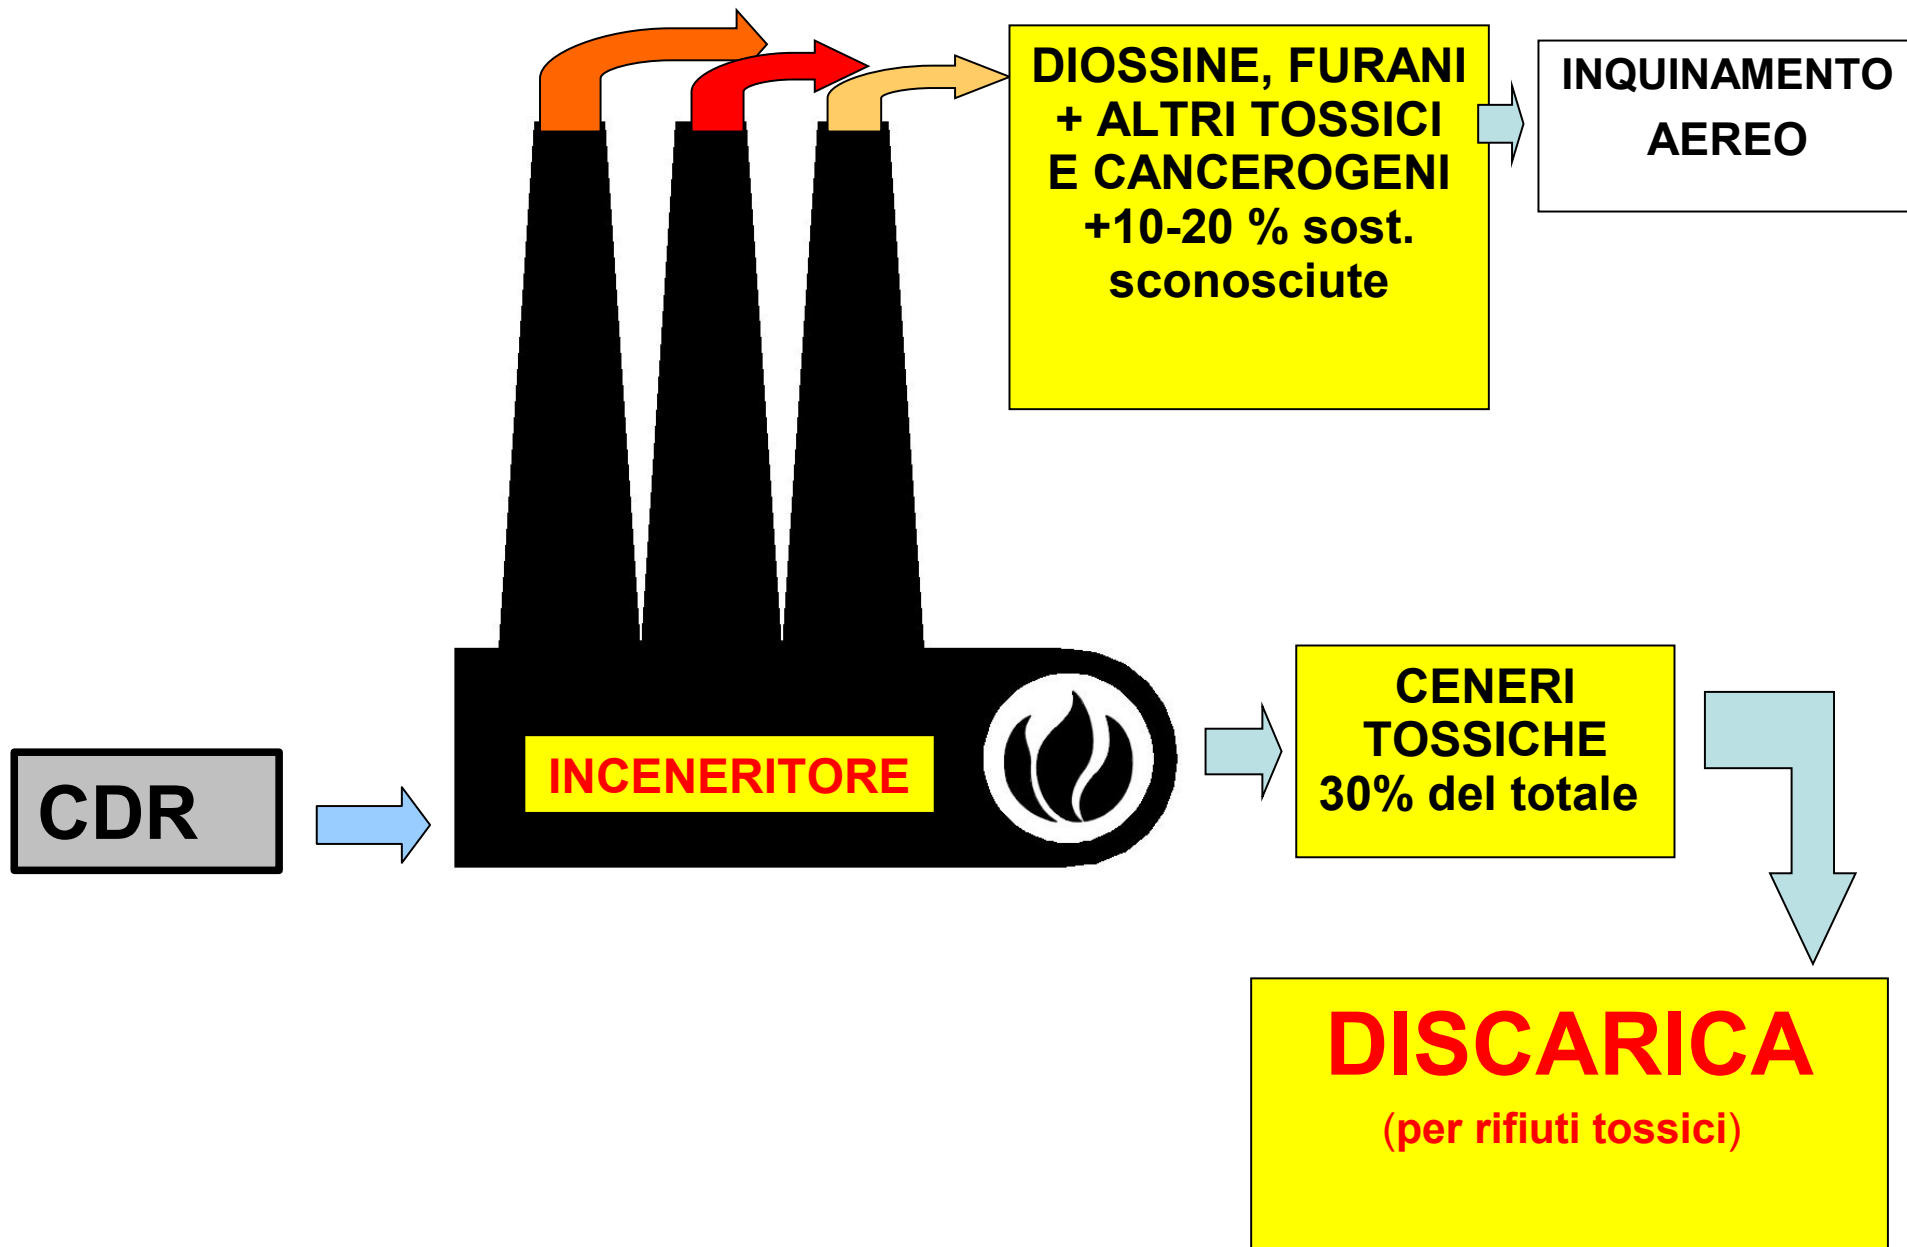 DIOSSINE, FURANI
+ ALTRI TOSSICI
E CANCEROGENI
+10-20 % sost.
sconosciute
INQUINAMENTO
AEREO
CDR
INCENERITORE
CENERI
TOSSICHE
30% del totale
DISCARICA
(per rifiuti tossici)